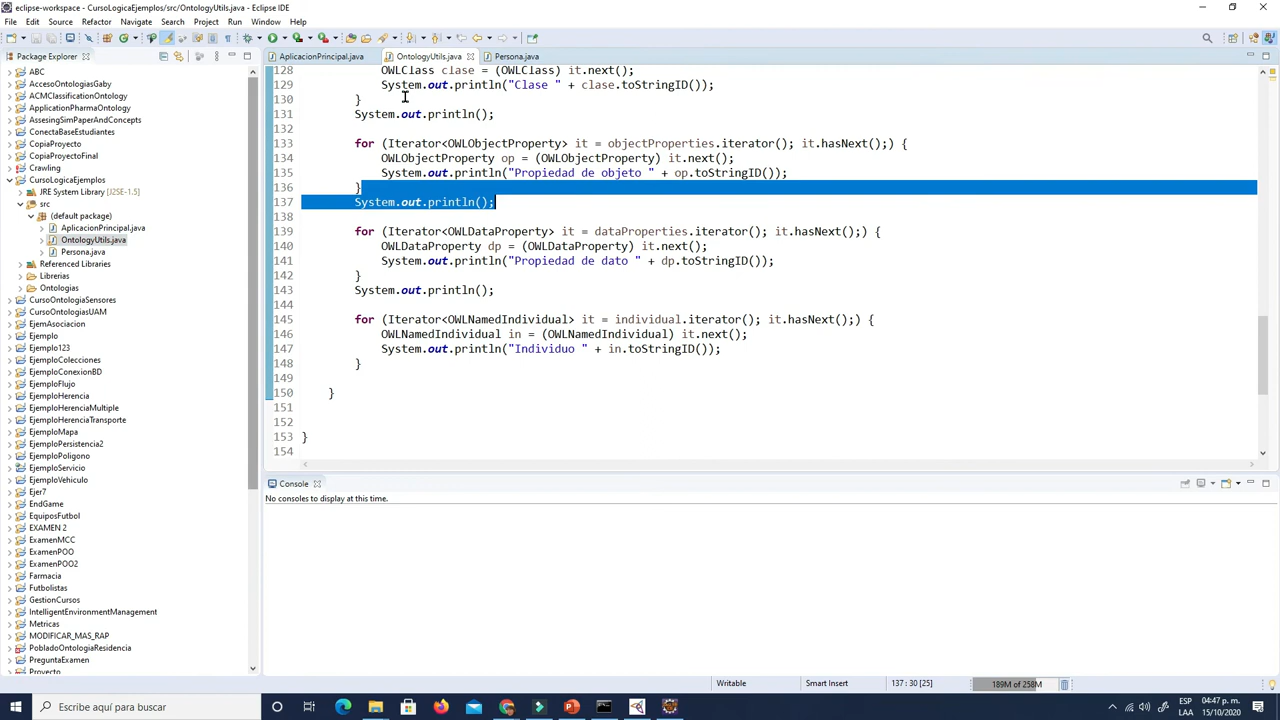 eclipse-workspace - CursoLogicaEjemplos/src/OntologyUtils.java - Eclipse IDE
File Edit Source Refactor Navigate Search Project Run Window Help
Package Explorer
AplicacionPrincipal.java OntologyUtils.java Persona.java
ABC
AccesoOntologiasGaby
ACMClassificationOntology
ApplicationPharmaOntology
AssesingSimPaperAndConcepts
ConectaBaseEstudiantes
CopiaProyecto
CopiaProyectoFinal
Crawling
CursoLogicaEjemplos
JRE System Library [J2SE-1.5]
src
(default package)
AplicacionPrincipal.java
OntologyUtils.java
Persona.java
Referenced Libraries
Librerias
Ontologias
CursoOntologiaSensores
CursoOntologiasUAM
EjemAsociacion
Ejemplo
Ejemplo123
EjemploColecciones
EjemploConexionBD
EjemploFlujo
EjemploHerencia
EjemploHerenciaMultiple
EjemploHerenciaTransporte
EjemploMapa
EjemploPersistencia2
EjemploPoligono
EjemploServicio
EjemploVehiculo
Ejer7
EndGame
EquiposFutbol
EXAMEN 2
ExamenMCC
ExamenPOO
ExamenPOO2
Farmacia
Futbolistas
GestionCursos
IntelligentEnvironmentManagement
Metricas
MODIFICAR_MAS_RAP
PobladoOntologiaResidencia
PreguntaExamen
Proyecto
128 OWLClass clase = (OWLClass) it.next();
129 System.out.println("Clase " + clase.toStringID());
130 }
131 System.out.println();
132
133 for (Iterator<OWLObjectProperty> it = objectProperties.iterator(); it.hasNext();) {
134 OWLObjectProperty op = (OWLObjectProperty) it.next();
135 System.out.println("Propiedad de objeto " + op.toStringID());
136 }
137 System.out.println();
138
139 for (Iterator<OWLDataProperty> it = dataProperties.iterator(); it.hasNext();) {
140 OWLDataProperty dp = (OWLDataProperty) it.next();
141 System.out.println("Propiedad de dato " + dp.toStringID());
142 }
143 System.out.println();
144
145 for (Iterator<OWLNamedIndividual> it = individual.iterator(); it.hasNext();) {
146 OWLNamedIndividual in = (OWLNamedIndividual) it.next();
147 System.out.println("Individuo " + in.toStringID());
148 }
149
150 }
151
152
153 }
154
Console
No consoles to display at this time.
Writable Smart Insert 137 : 30 [25] 189M of 258M
Escribe aquí para buscar
ESP 04:47 p. m.
LAA 15/10/2020